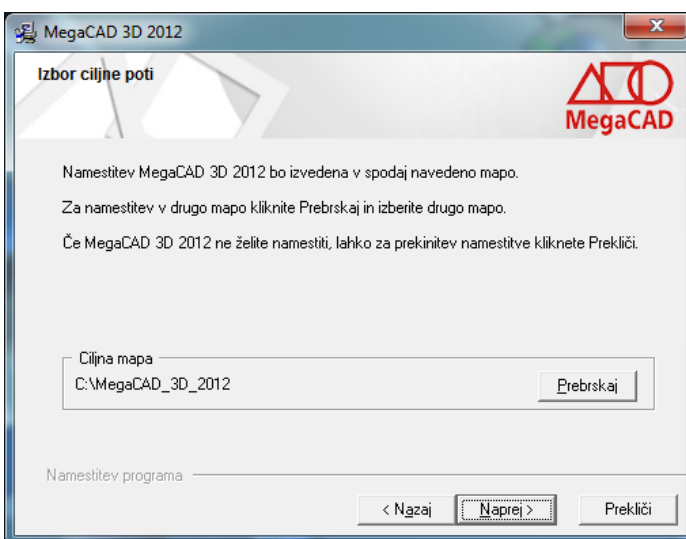 MegaCAD 3D 2012
Izbor ciljne poti
MegaCAD
Namestitev MegaCAD 3D 2012 bo izvedena v spodaj navedeno mapo.
Za namestitev v drugo mapo kliknite Prebrskaj in izberite drugo mapo.
Če MegaCAD 3D 2012 ne želite namestiti, lahko za prekinitev namestitve kliknete Prekliči.
Ciljna mapa
C:\MegaCAD_3D_2012
Prebrskaj
Namestitev programa
< Nazaj
Naprej >
Prekliči